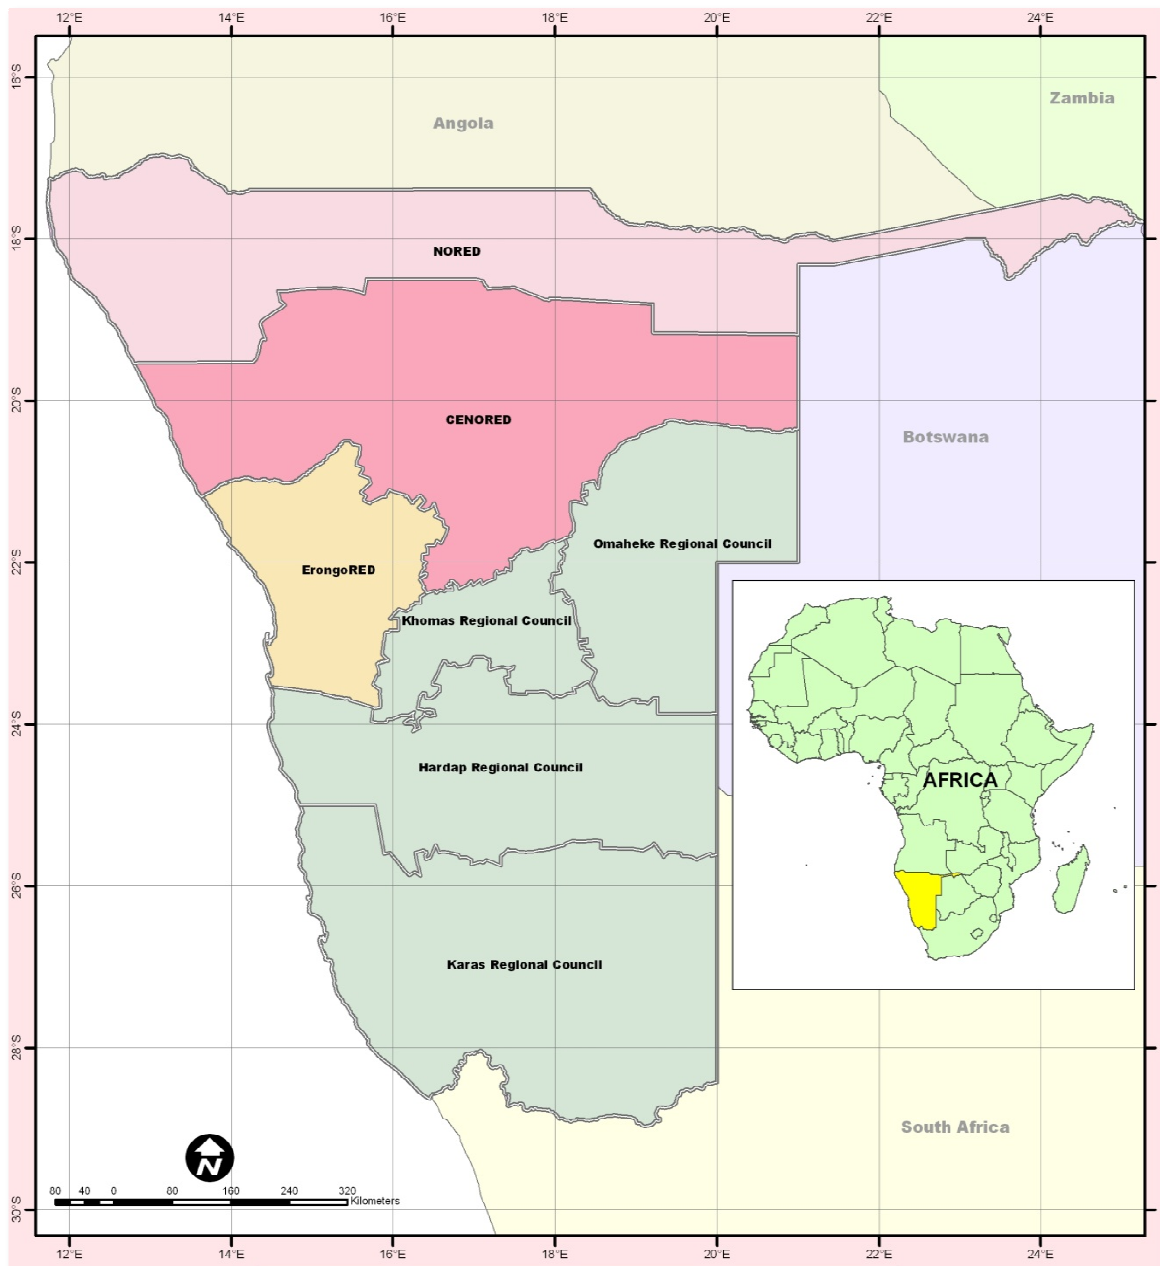 12°E 14°E 16°E 18°E 20°E 22°E 24°E
16°S
18°S
20°S
22°S
24°S
26°S
28°S
30°S
Zambia
Angola
NORED
CENORED
Botswana
Omaheke Regional Council
ErongoRED
Khomas Regional Council
Hardap Regional Council
AFRICA
Karas Regional Council
South Africa
N
80 40 0 80 160 240 320
Kilometers
12°E 14°E 16°E 18°E 20°E 22°E 24°E